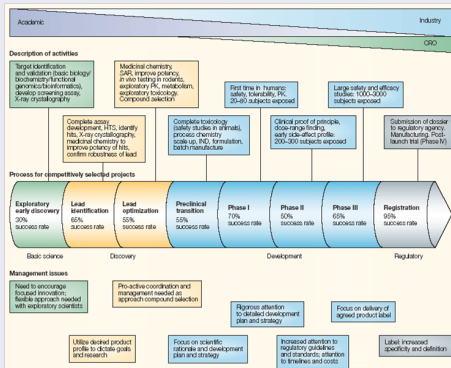 Academic
Industry
CRO
Description of activities
Target identification
and validation (basic biology/
biochemistry/functional
genomics/bioinformatics),
develop screening assay,
X-ray crystallography
Medicinal chemistry,
SAR, improve potency,
in vivo testing in rodents,
exploratory PK, metabolism,
exploratory toxicology.
Compound selection
First time in humans:
safety, tolerability, PK.
20–80 subjects exposed
Large safety and efficacy
studies: 1000–3000
subjects exposed
Complete assay
development, HTS, identify
hits, X-ray crystallography,
medicinal chemistry to
improve potency of hits,
confirm robustness of lead
Complete toxicology
(safety studies in animals),
process chemistry
scale up, IND, formulation,
batch manufacture
Clinical proof of principle,
dose-range finding,
early side-effect profile:
200–300 subjects exposed
Submission of dossier
to regulatory agency.
Manufacturing. Post-
launch trial (Phase IV)
Process for competitively selected projects
Exploratory
early discovery
30%
success rate
Lead
identification
65%
success rate
Lead
optimization
55%
success rate
Preclinical
transition
55%
success rate
Phase I
70%
success rate
Phase II
50%
success rate
Phase III
65%
success rate
Registration
95%
success rate
Basic science
Discovery
Development
Regulatory
Management issues
Need to encourage
focused innovation;
flexible approach needed
with exploratory scientists
Pro-active coordination and
management needed as
approach compound selection
Rigorous attention
to detailed development
plan and strategy
Focus on delivery of
agreed product label
Utilize desired product
profile to dictate goals
and research
Focus on scientific
rationale and development
plan and strategy
Increased attention to
regulatory guidelines
and standards; attention
to timelines and costs
Label: increased
specificity and definition